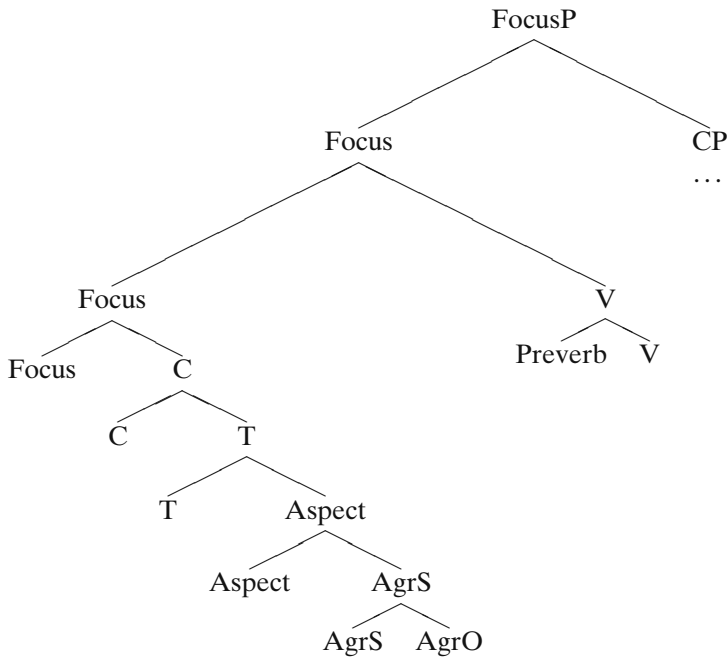 FocusP
Focus CP
...
Focus V
Focus C Preverb V
C T
T Aspect
Aspect AgrS
AgrS AgrO